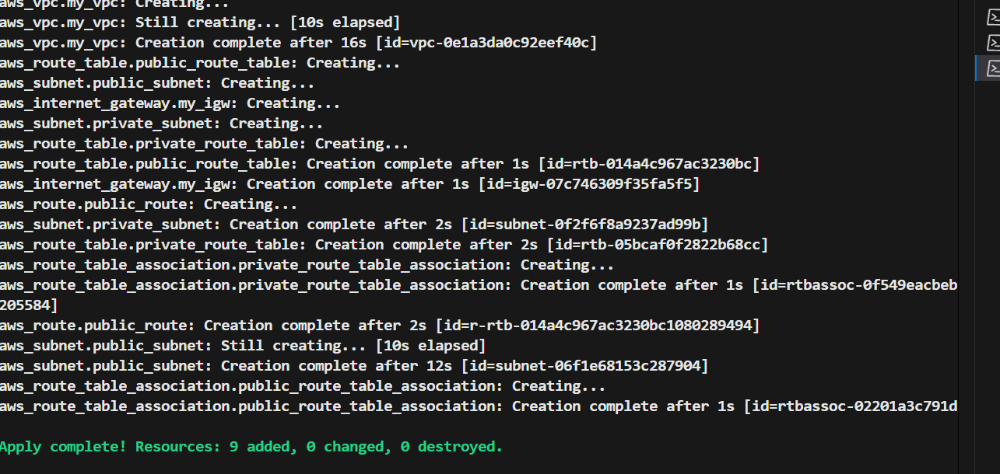 aws_vpc.my_vpc: Creating...
aws_vpc.my_vpc: Still creating... [10s elapsed]
aws_vpc.my_vpc: Creation complete after 16s [id=vpc-0e1a3da0c92eef40c]
aws_route_table.public_route_table: Creating...
aws_subnet.public_subnet: Creating...
aws_internet_gateway.my_igw: Creating...
aws_subnet.private_subnet: Creating...
aws_route_table.private_route_table: Creating...
aws_route_table.public_route_table: Creation complete after 1s [id=rtb-014a4c967ac3230bc]
aws_internet_gateway.my_igw: Creation complete after 1s [id=igw-07c746309f35fa5f5]
aws_route.public_route: Creating...
aws_subnet.private_subnet: Creation complete after 2s [id=subnet-0f2f6f8a9237ad99b]
aws_route_table.private_route_table: Creation complete after 2s [id=rtb-05bcaf0f2822b68cc]
aws_route_table_association.private_route_table_association: Creating...
aws_route_table_association.private_route_table_association: Creation complete after 1s [id=rtbassoc-0f549eacbeb
205584]
aws_route.public_route: Creation complete after 2s [id=r-rtb-014a4c967ac3230bc1080289494]
aws_subnet.public_subnet: Still creating... [10s elapsed]
aws_subnet.public_subnet: Creation complete after 12s [id=subnet-06f1e68153c287904]
aws_route_table_association.public_route_table_association: Creating...
aws_route_table_association.public_route_table_association: Creation complete after 1s [id=rtbassoc-02201a3c791d
Apply complete! Resources: 9 added, 0 changed, 0 destroyed.